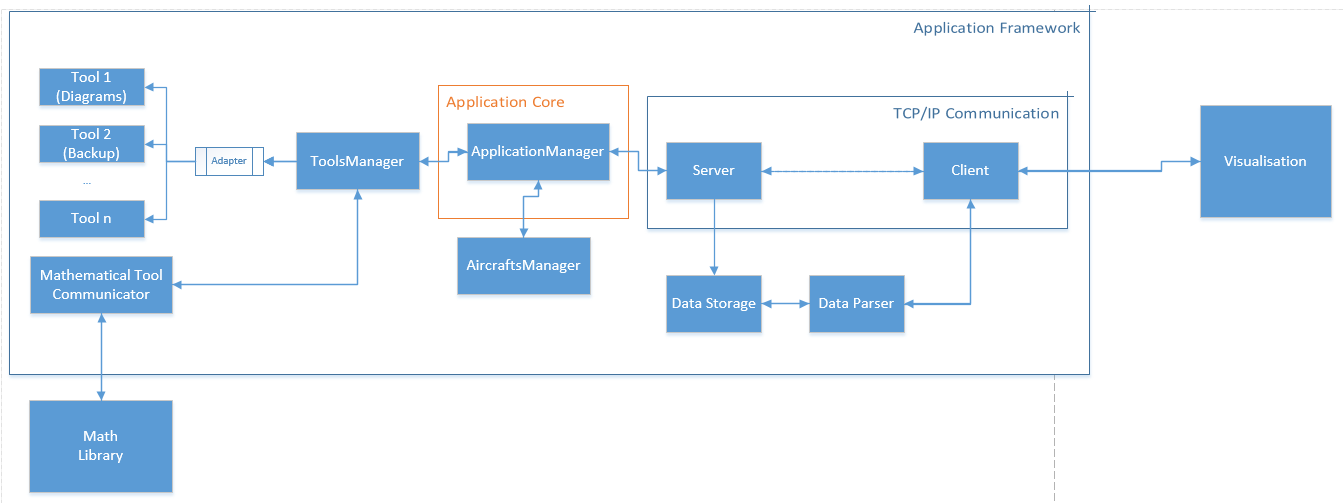 Application Framework
Tool 1
(Diagrams)
Application Core
TCP/IP Communication
Tool 2
(Backup)
Adapter
ToolsManager
ApplicationManager
Visualisation
Server
Client
...
Tool n
Mathematical Tool
Communicator
AircraftsManager
Data Storage
Data Parser
Math
Library